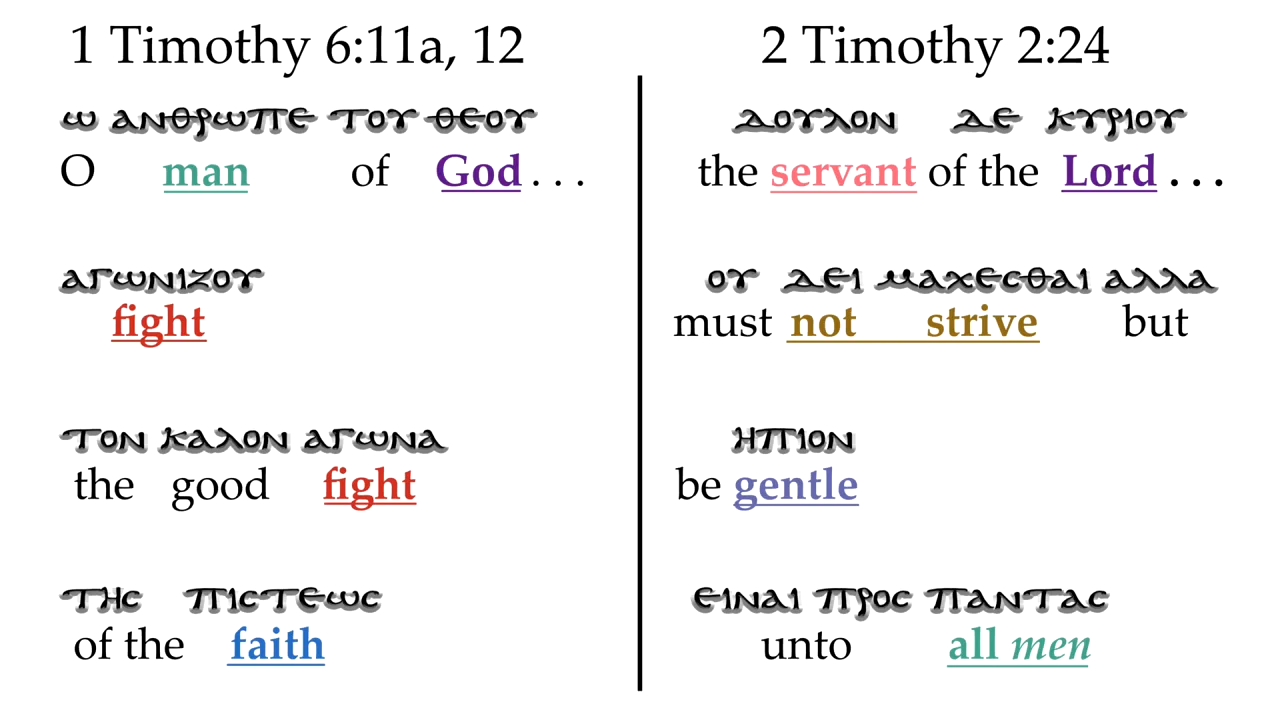 1 Timothy 6:11a, 12
ω ανθρωπε του θεου
O man of God . . .
αγωνιζου
fight
τον καλον αγωνα
the good fight
τηϲ πιϲτεωϲ
of the faith
2 Timothy 2:24
δουλον δε κυριου
the servant of the Lord . . .
ου δει μαχεϲθαι αλλα
must not strive but
ηπιον
be gentle
ειναι προϲ πανταϲ
unto all men